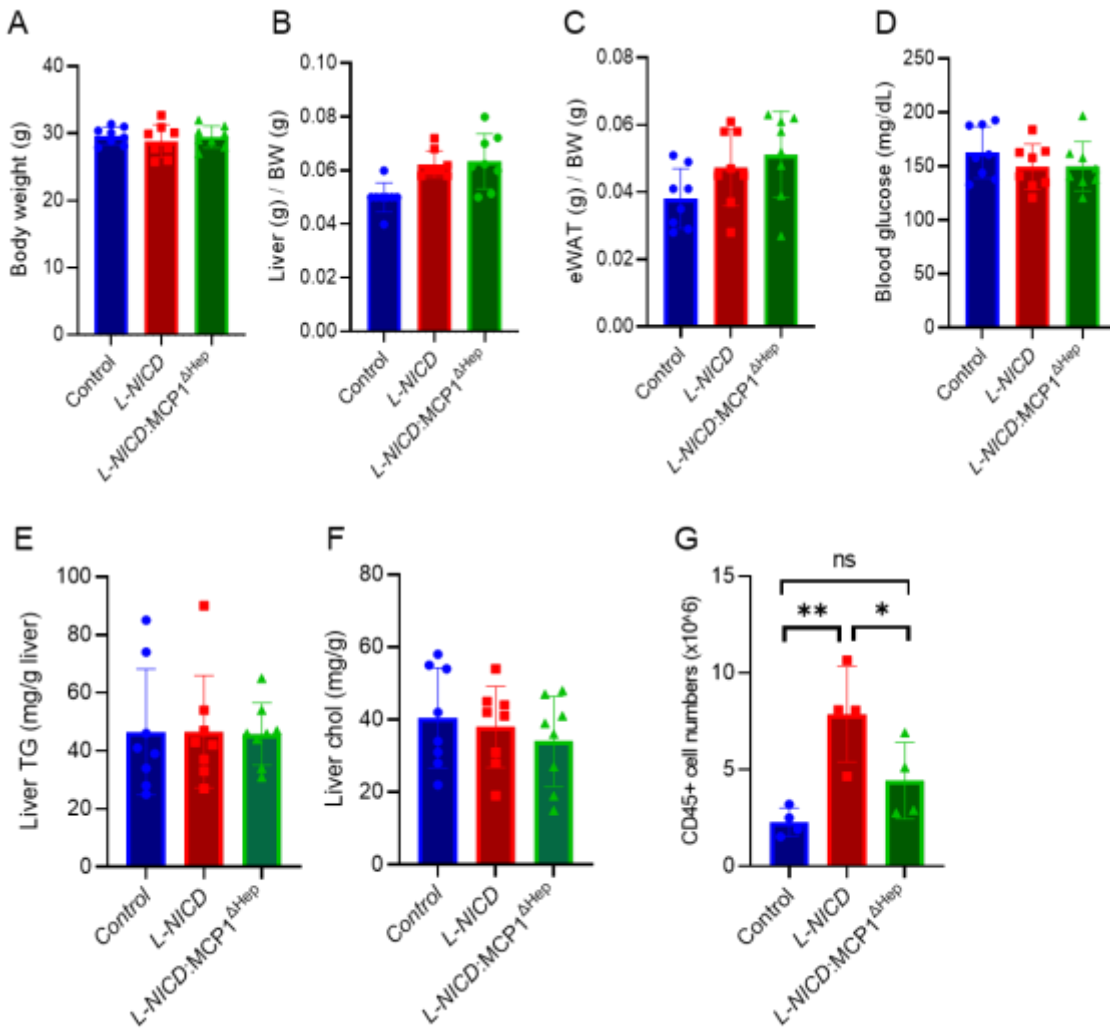 A
Body weight (g)
40
30
20
10
0
Control
L-NICD
L-NICD:MCP1ΔHep
B
Liver (g) / BW (g)
0.10
0.08
0.06
0.04
0.02
0.00
Control
L-NICD
L-NICD:MCP1ΔHep
C
eWAT (g) / BW (g)
0.08
0.06
0.04
0.02
0.00
Control
L-NICD
L-NICD:MCP1ΔHep
D
Blood glucose (mg/dL)
250
200
150
100
50
0
Control
L-NICD
L-NICD:MCP1ΔHep
E
Liver TG (mg/g liver)
100
80
60
40
20
0
Control
L-NICD
L-NICD:MCP1ΔHep
F
Liver chol (mg/g)
80
60
40
20
0
Control
L-NICD
L-NICD:MCP1ΔHep
G
CD45+ cell numbers (x10^6)
15
10
5
0
ns
** *
Control
L-NICD
L-NICD:MCP1ΔHep